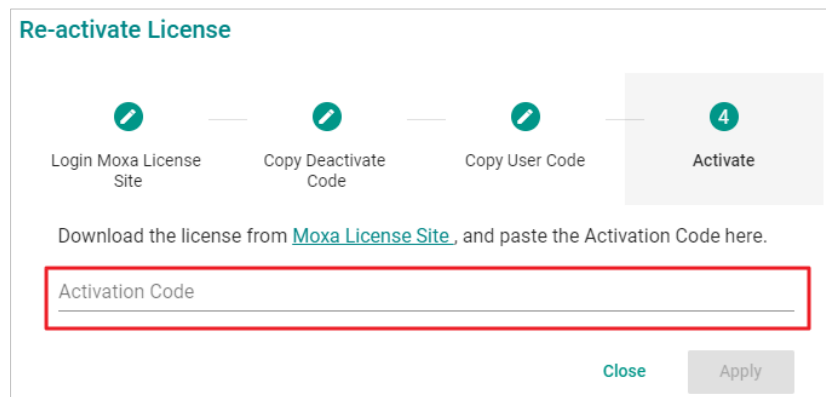 Re-activate License
4
Login Moxa License
Site
Copy Deactivate
Code
Copy User Code
Activate
Download the license from Moxa License Site , and paste the Activation Code here.
Activation Code
Close
Apply